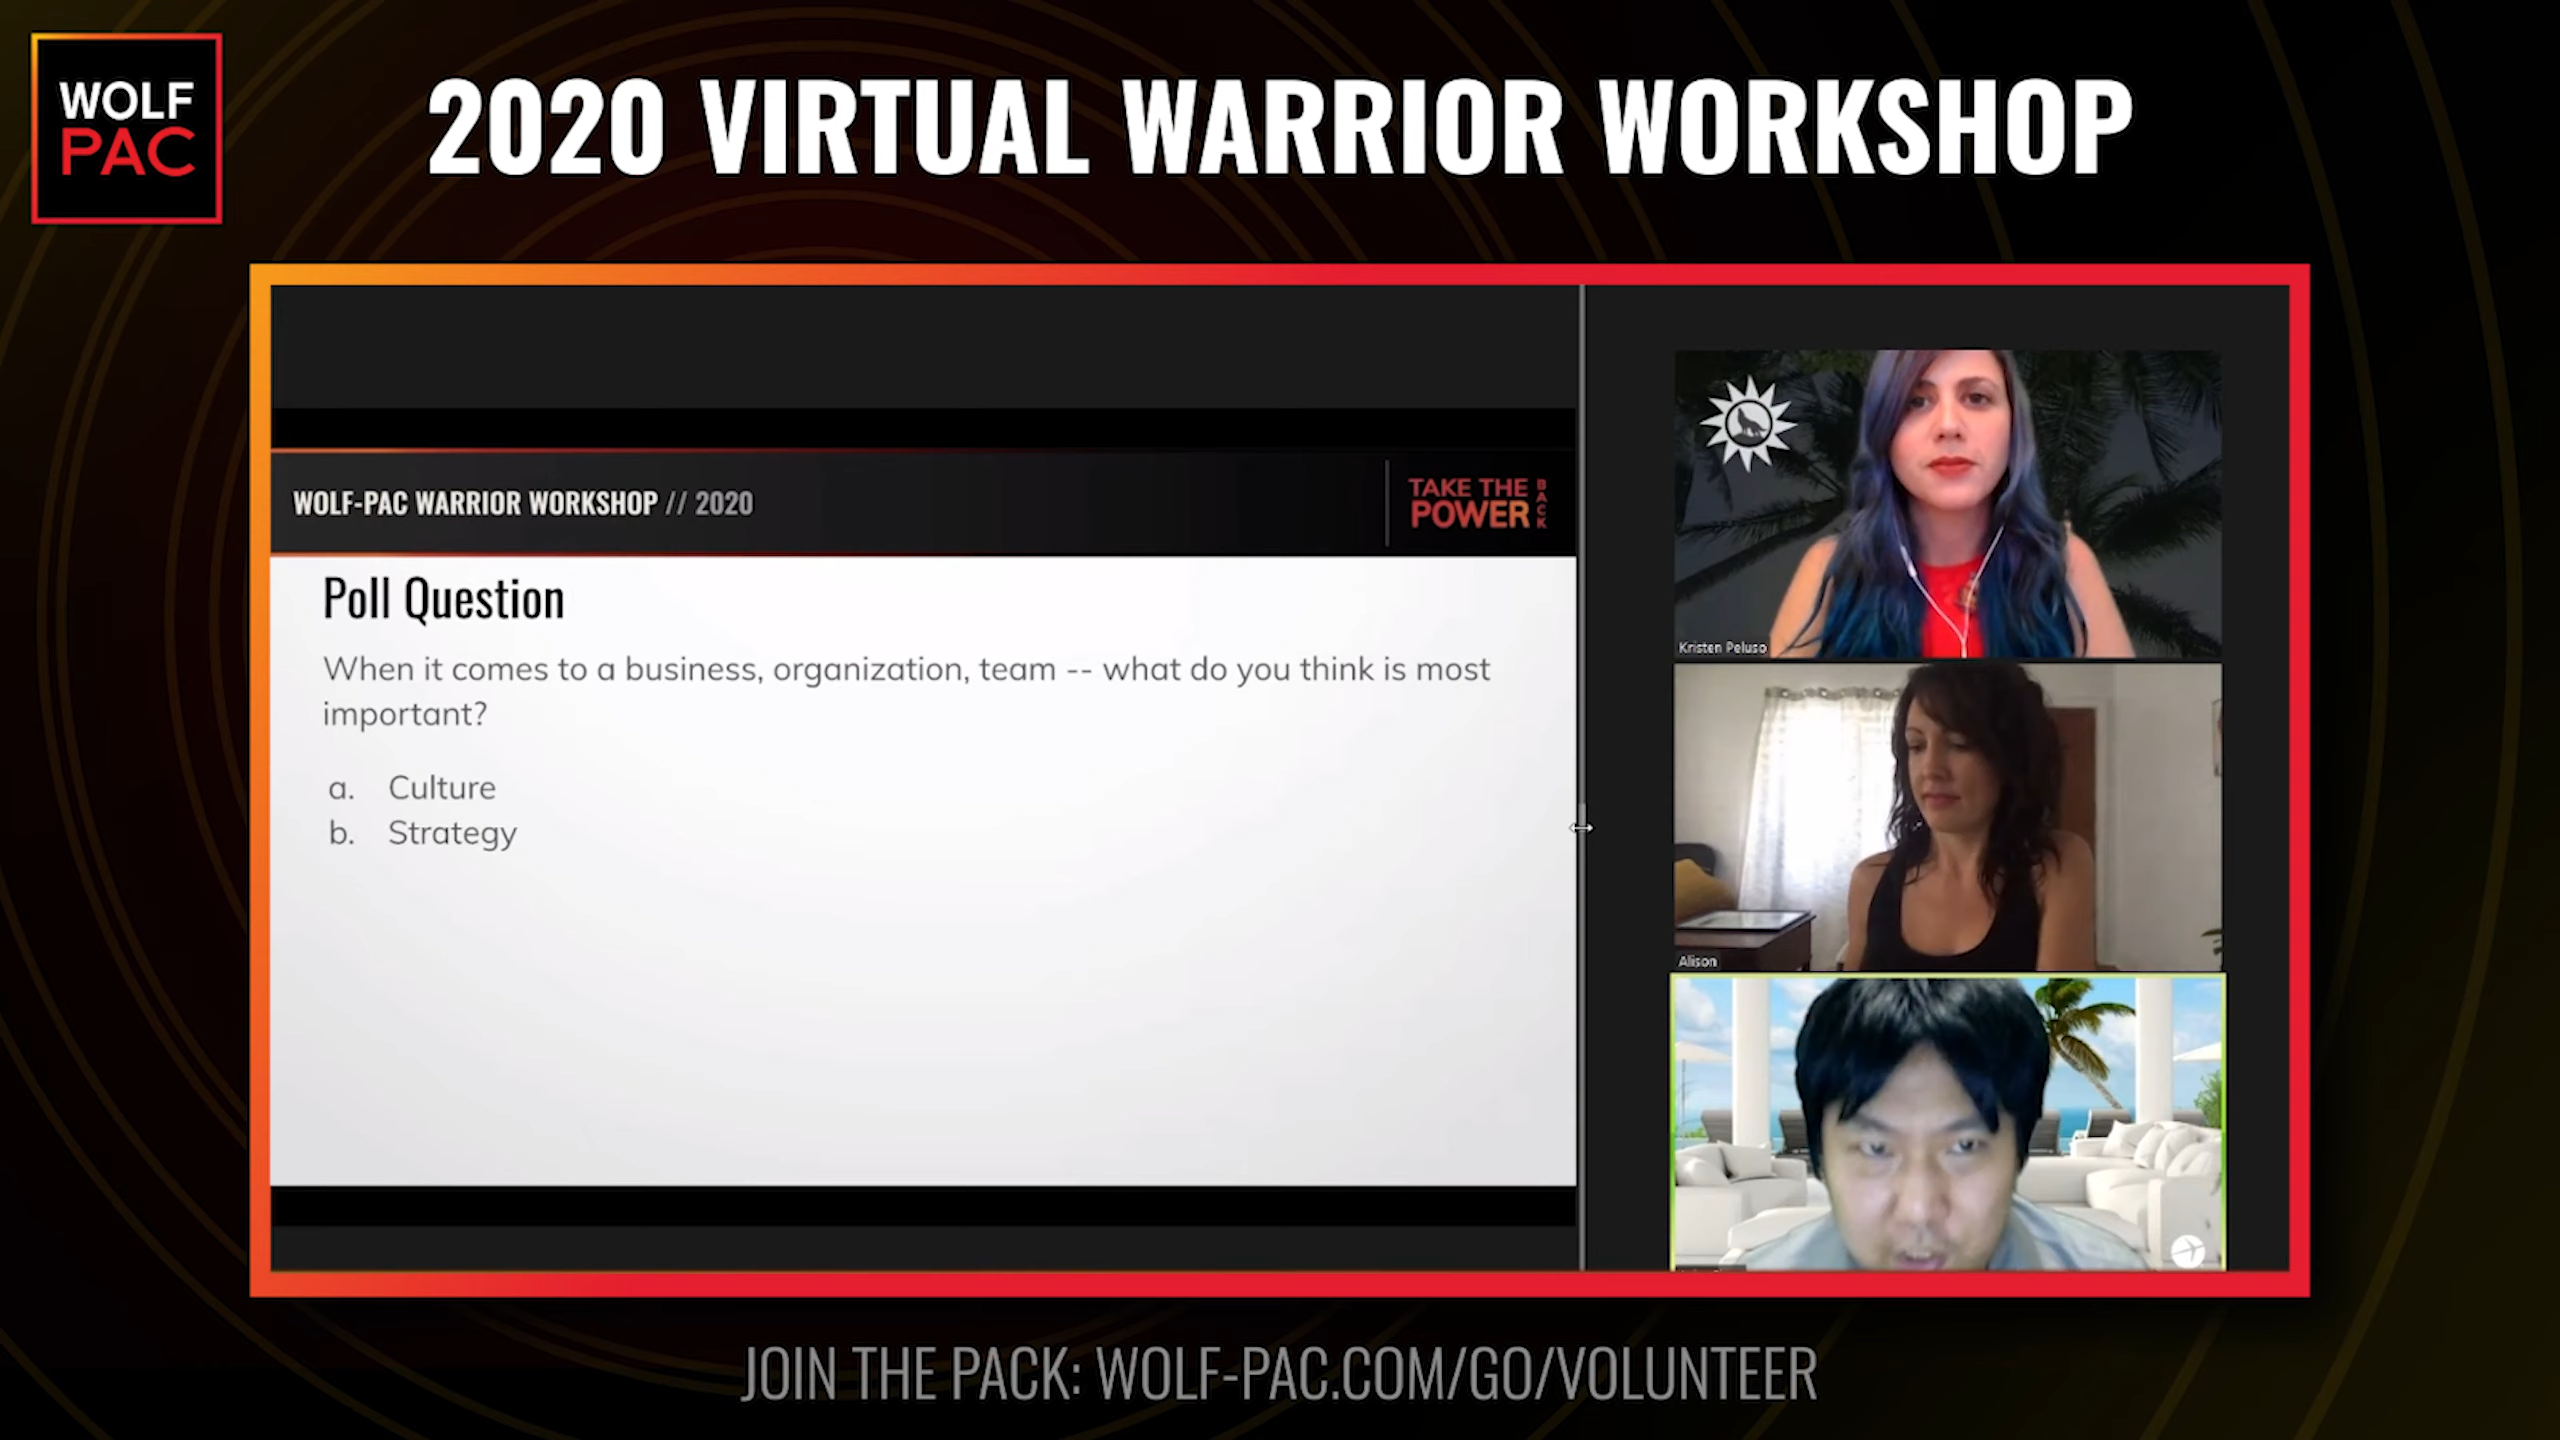 WOLF
PAC
2020 VIRTUAL WARRIOR WORKSHOP
WOLF-PAC WARRIOR WORKSHOP // 2020
TAKE THE
POWER
BACK
Poll Question
When it comes to a business, organization, team -- what do you think is most
important?
a. Culture
b. Strategy
Kristen Peluso
Alison
JOIN THE PACK: WOLF-PAC.COM/GO/VOLUNTEER